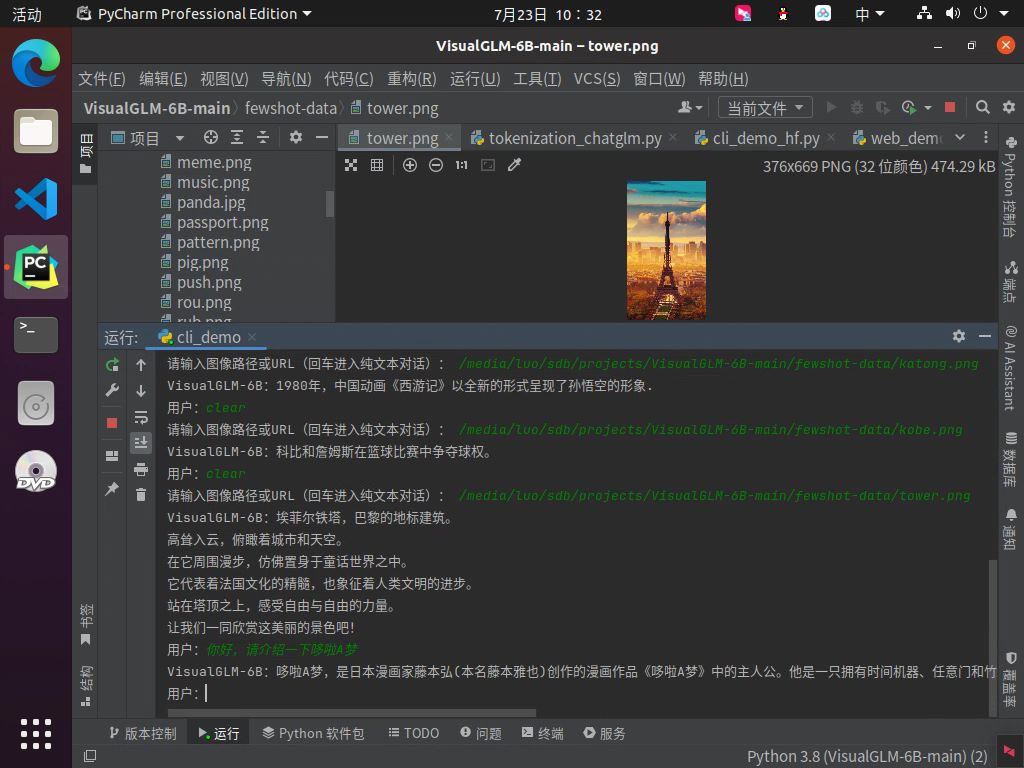 活动
PyCharm Professional Edition
7月23日 10：32
中
VisualGLM-6B-main – tower.png
文件(F) 编辑(E) 视图(V) 导航(N) 代码(C) 重构(R) 运行(U) 工具(T) VCS(S) 窗口(W) 帮助(H)
VisualGLM-6B-main fewshot-data tower.png
当前文件
项目
项目
tower.png tokenization_chatglm.py cli_demo_hf.py web_demo
1:1
376x669 PNG (32 位颜色) 474.29 kB
meme.png
music.png
panda.jpg
passport.png
pattern.png
pig.png
push.png
rou.png
rub.png
Python 控制台
端点
AI Assistant
数据库
通知
覆盖率
PC
DVD
运行: cli_demo
请输入图像路径或URL（回车进入纯文本对话）： /media/luo/sdb/projects/VisualGLM-6B-main/fewshot-data/katong.png
VisualGLM-6B：1980年，中国动画《西游记》以全新的形式呈现了孙悟空的形象.
用户：clear
请输入图像路径或URL（回车进入纯文本对话）： /media/luo/sdb/projects/VisualGLM-6B-main/fewshot-data/kobe.png
VisualGLM-6B：科比和詹姆斯在篮球比赛中争夺球权。
用户：clear
请输入图像路径或URL（回车进入纯文本对话）： /media/luo/sdb/projects/VisualGLM-6B-main/fewshot-data/tower.png
VisualGLM-6B：埃菲尔铁塔，巴黎的地标建筑。
高耸入云，俯瞰着城市和天空。
在它周围漫步，仿佛置身于童话世界之中。
它代表着法国文化的精髓，也象征着人类文明的进步。
站在塔顶之上，感受自由与自由的力量。
让我们一同欣赏这美丽的景色吧！
用户：你好，请介绍一下哆啦A梦
VisualGLM-6B：哆啦A梦，是日本漫画家藤本弘(本名藤本雅也)创作的漫画作品《哆啦A梦》中的主人公。他是一只拥有时间机器、任意门和竹
用户：
书签
结构
版本控制 运行 Python 软件包 TODO 问题 终端 服务
Python 3.8 (VisualGLM-6B-main) (2)